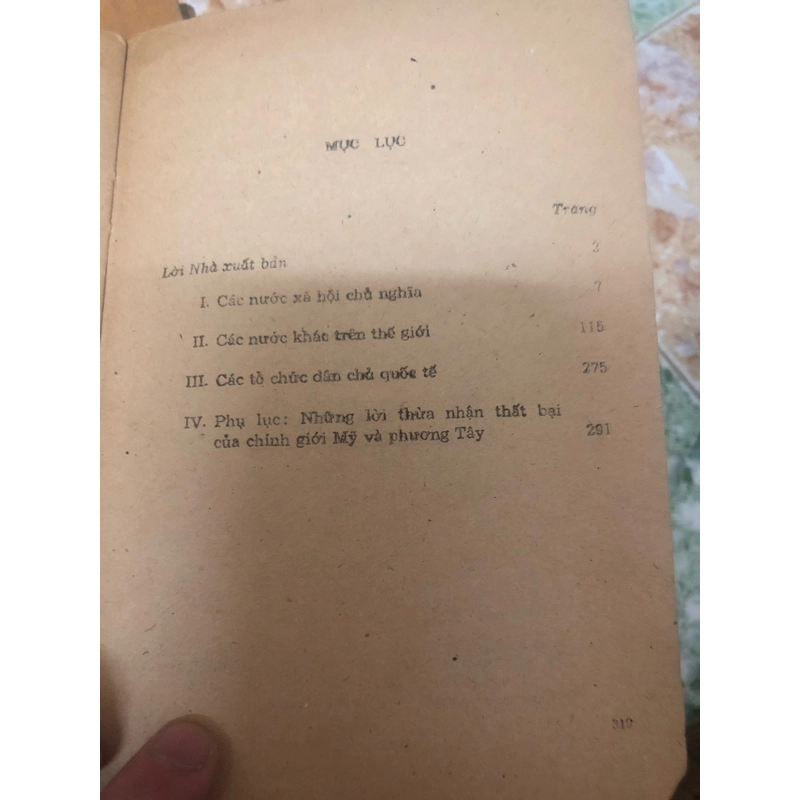 MỤC LỤC
Trang
Lời Nhà xuất bản
I. Các nước xã hội chủ nghĩa 7
II. Các nước khác trên thế giới 115
III. Các tổ chức dân chủ quốc tế 275
IV. Phụ lục: Những lời thừa nhận thất bại
của chính giới Mỹ và phương Tây 291
319